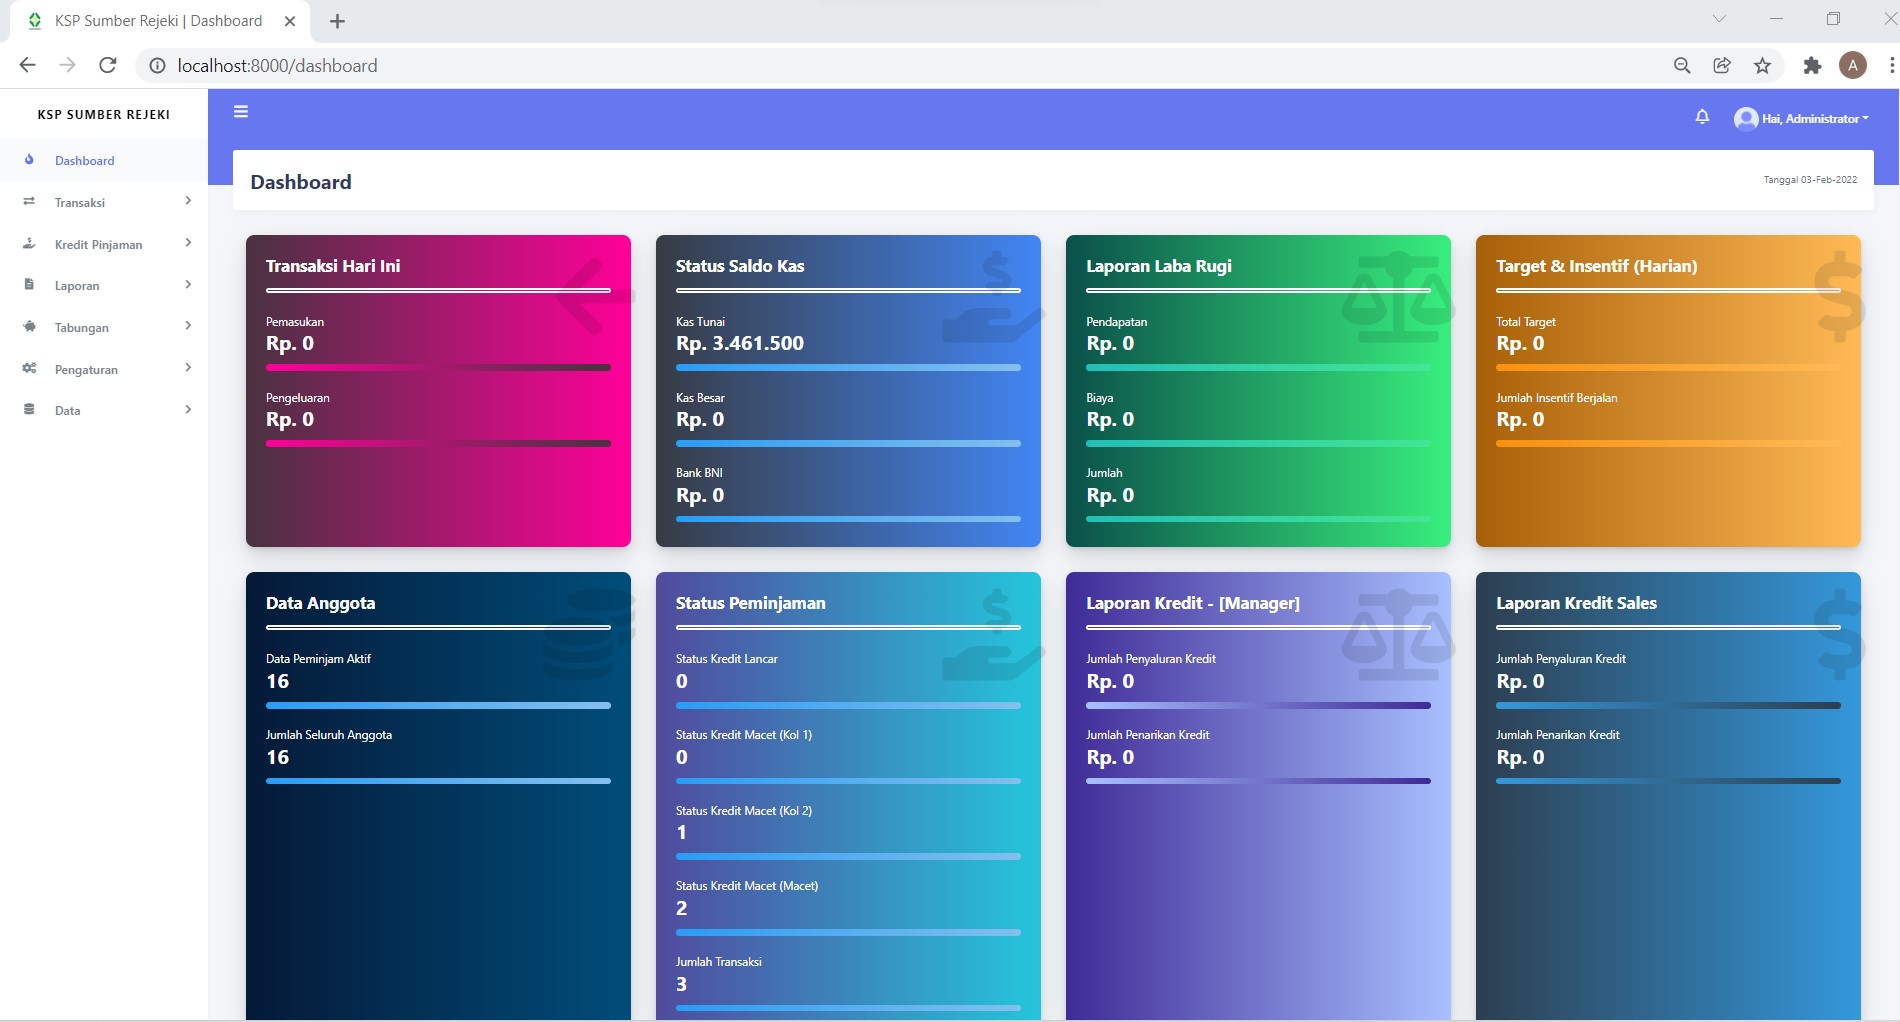 KSP Sumber Rejeki | Dashboard
localhost:8000/dashboard
A
KSP SUMBER REJEKI
Hai, Administrator
Dashboard
Transaksi
Kredit Pinjaman
Laporan
Tabungan
Pengaturan
Data
Dashboard
Tanggal 03-Feb-2022
Transaksi Hari Ini
Pemasukan
Rp. 0
Pengeluaran
Rp. 0
Status Saldo Kas
Kas Tunai
Rp. 3.461.500
Kas Besar
Rp. 0
Bank BNI
Rp. 0
Laporan Laba Rugi
Pendapatan
Rp. 0
Biaya
Rp. 0
Jumlah
Rp. 0
Target & Insentif (Harian)
Total Target
Rp. 0
Jumlah Insentif Berjalan
Rp. 0
Data Anggota
Data Peminjam Aktif
16
Jumlah Seluruh Anggota
16
Status Peminjaman
Status Kredit Lancar
0
Status Kredit Macet (Kol 1)
0
Status Kredit Macet (Kol 2)
1
Status Kredit Macet (Macet)
2
Jumlah Transaksi
3
Laporan Kredit - [Manager]
Jumlah Penyaluran Kredit
Rp. 0
Jumlah Penarikan Kredit
Rp. 0
Laporan Kredit Sales
Jumlah Penyaluran Kredit
Rp. 0
Jumlah Penarikan Kredit
Rp. 0